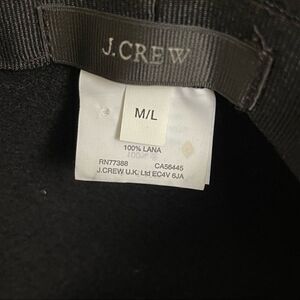 J.CREW
M/L
100% LANA
RN77388 CA56445
J.CREW U.K. Ltd EC4V 6JA